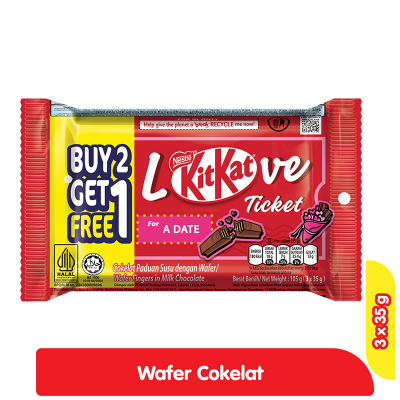 Help give the planet a break RECYCLE me now!
BUY 2
GET 1
FREE
Nestlé
L KitKat ve
Ticket
For A DATE
HALAL
Cokelat Paduan Susu dengan Wafer/
Wafer Fingers in Milk Chocolate
Berat Bersih/ Net Weight : 105 g (3 x 35 g)
3x35g
Wafer Cokelat